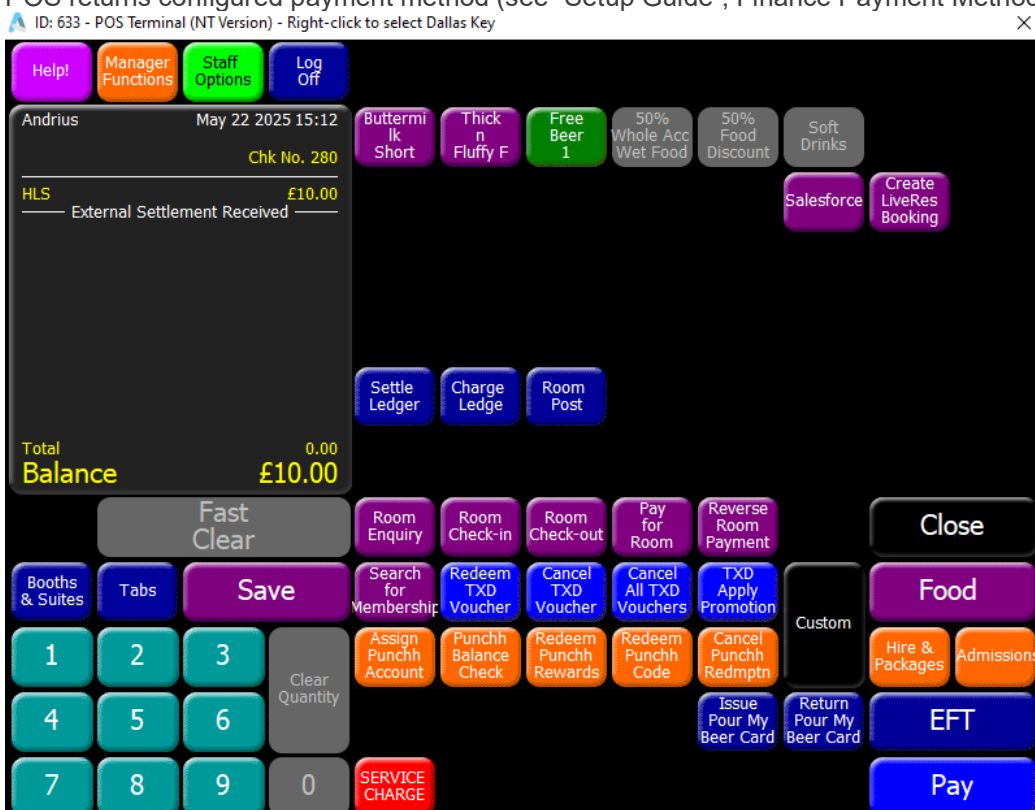 POS returns configured payment method (see "Setup Guide", Finance Payment Method
ID: 633 - POS Terminal (NT Version) - Right-click to select Dallas Key
Help!
Manager
Functions
Staff
Options
Log
Off
Andrius May 22 2025 15:12
Chk No. 280
HLS £10.00
External Settlement Received
Total 0.00
Balance £10.00
Buttermi
lk
Short
Thick
n
Fluffy F
Free
Beer
1
50%
Whole Acc
Wet Food
50%
Food
Discount
Soft
Drinks
Salesforce
Create
LiveRes
Booking
Settle
Ledger
Charge
Ledge
Room
Post
Fast
Clear
Room
Enquiry
Room
Check-in
Room
Check-out
Pay
for
Room
Reverse
Room
Payment
Close
Booths
& Suites
Tabs
Save
Search
for
Membership
Redeem
TXD
Voucher
Cancel
TXD
Voucher
Cancel
All TXD
Vouchers
TXD
Apply
Promotion
Custom
Food
1
2
3
Clear
Quantity
Assign
Punchh
Account
Punchh
Balance
Check
Redeem
Punchh
Rewards
Redeem
Punchh
Code
Cancel
Punchh
Redmptn
Hire &
Packages
Admissions
4
5
6
Issue
Pour My
Beer Card
Return
Pour My
Beer Card
EFT
7
8
9
0
SERVICE
CHARGE
Pay